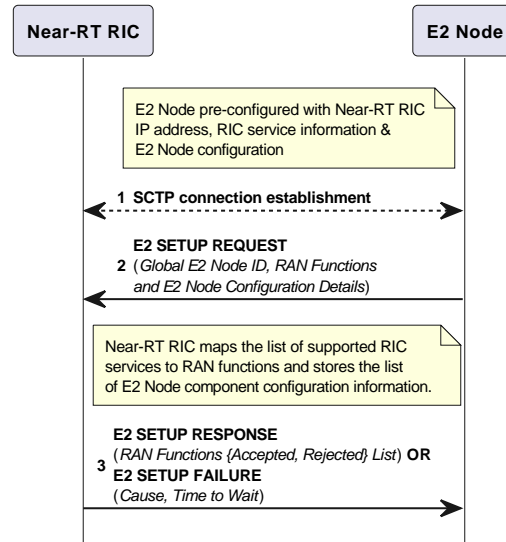 Near-RT RIC
E2 Node
E2 Node pre-configured with Near-RT RIC
IP address, RIC service information &
E2 Node configuration
1 SCTP connection establishment
E2 SETUP REQUEST
2 (Global E2 Node ID, RAN Functions
and E2 Node Configuration Details)
Near-RT RIC maps the list of supported RIC
services to RAN functions and stores the list
of E2 Node component configuration information.
E2 SETUP RESPONSE
(RAN Functions {Accepted, Rejected} List) OR
3 E2 SETUP FAILURE
(Cause, Time to Wait)